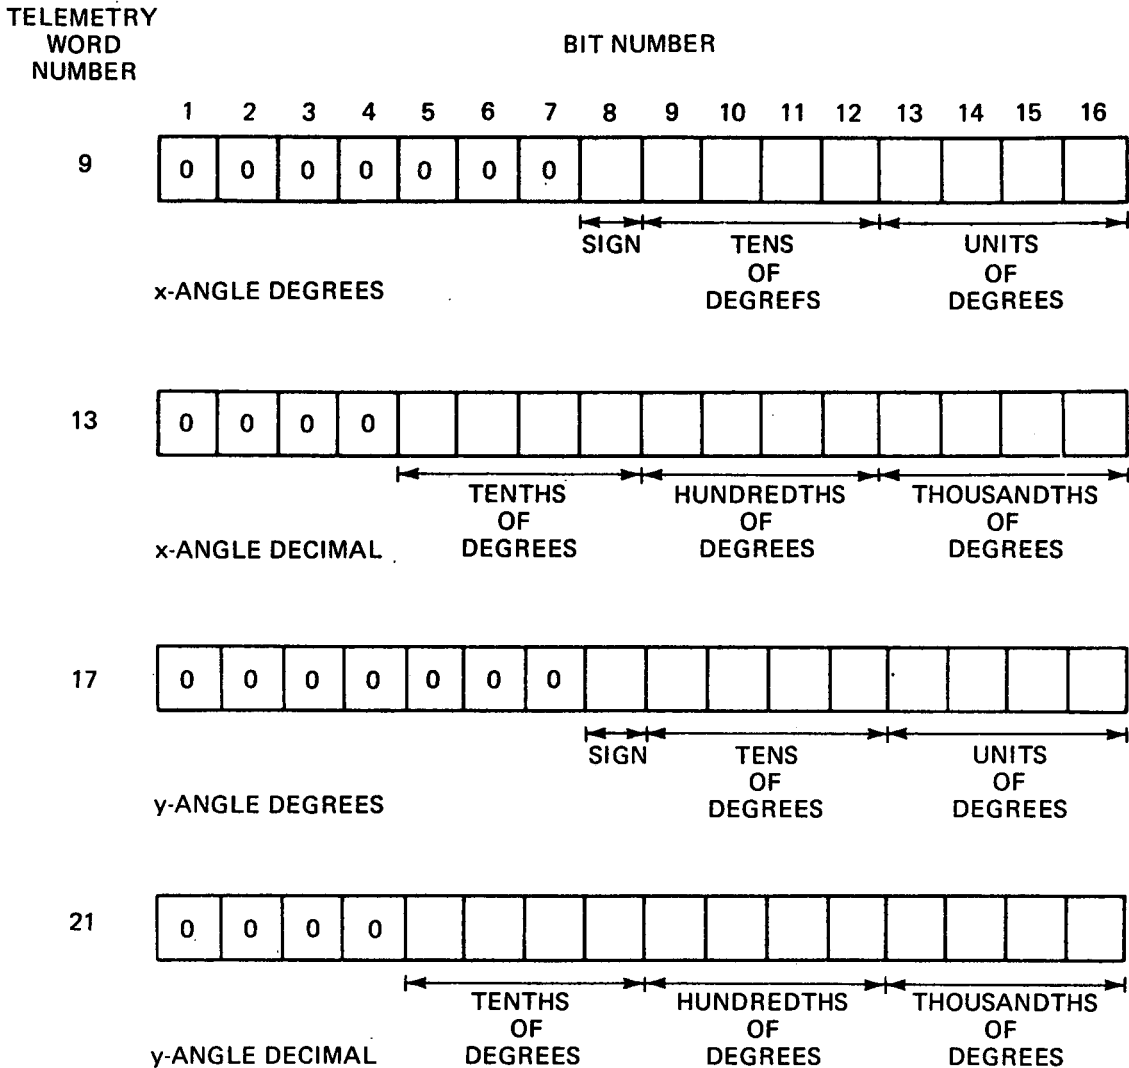 TELEMETRY
WORD
NUMBER
BIT NUMBER
1 2 3 4 5 6 7 8 9 10 11 12 13 14 15 16
9 0 0 0 0 0 0 0
SIGN TENS UNITS
OF OF
x-ANGLE DEGREES DEGREFS DEGREES
13 0 0 0 0
TENTHS HUNDREDTHS THOUSANDTHS
OF OF OF
x-ANGLE DECIMAL DEGREES DEGREES DEGREES
17 0 0 0 0 0 0 0
SIGN TENS UNITS
OF OF
y-ANGLE DEGREES DEGREES DEGREES
21 0 0 0 0
TENTHS HUNDREDTHS THOUSANDTHS
OF OF OF
y-ANGLE DECIMAL DEGREES DEGREES DEGREES